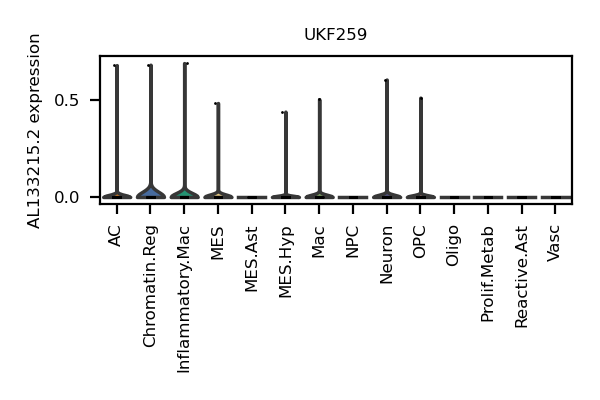 UKF259
AL133215.2 expression
0.5
0.0
AC
Chromatin.Reg
Inflammatory.Mac
MES
MES.Ast
MES.Hyp
Mac
NPC
Neuron
OPC
Oligo
Prolif.Metab
Reactive.Ast
Vasc